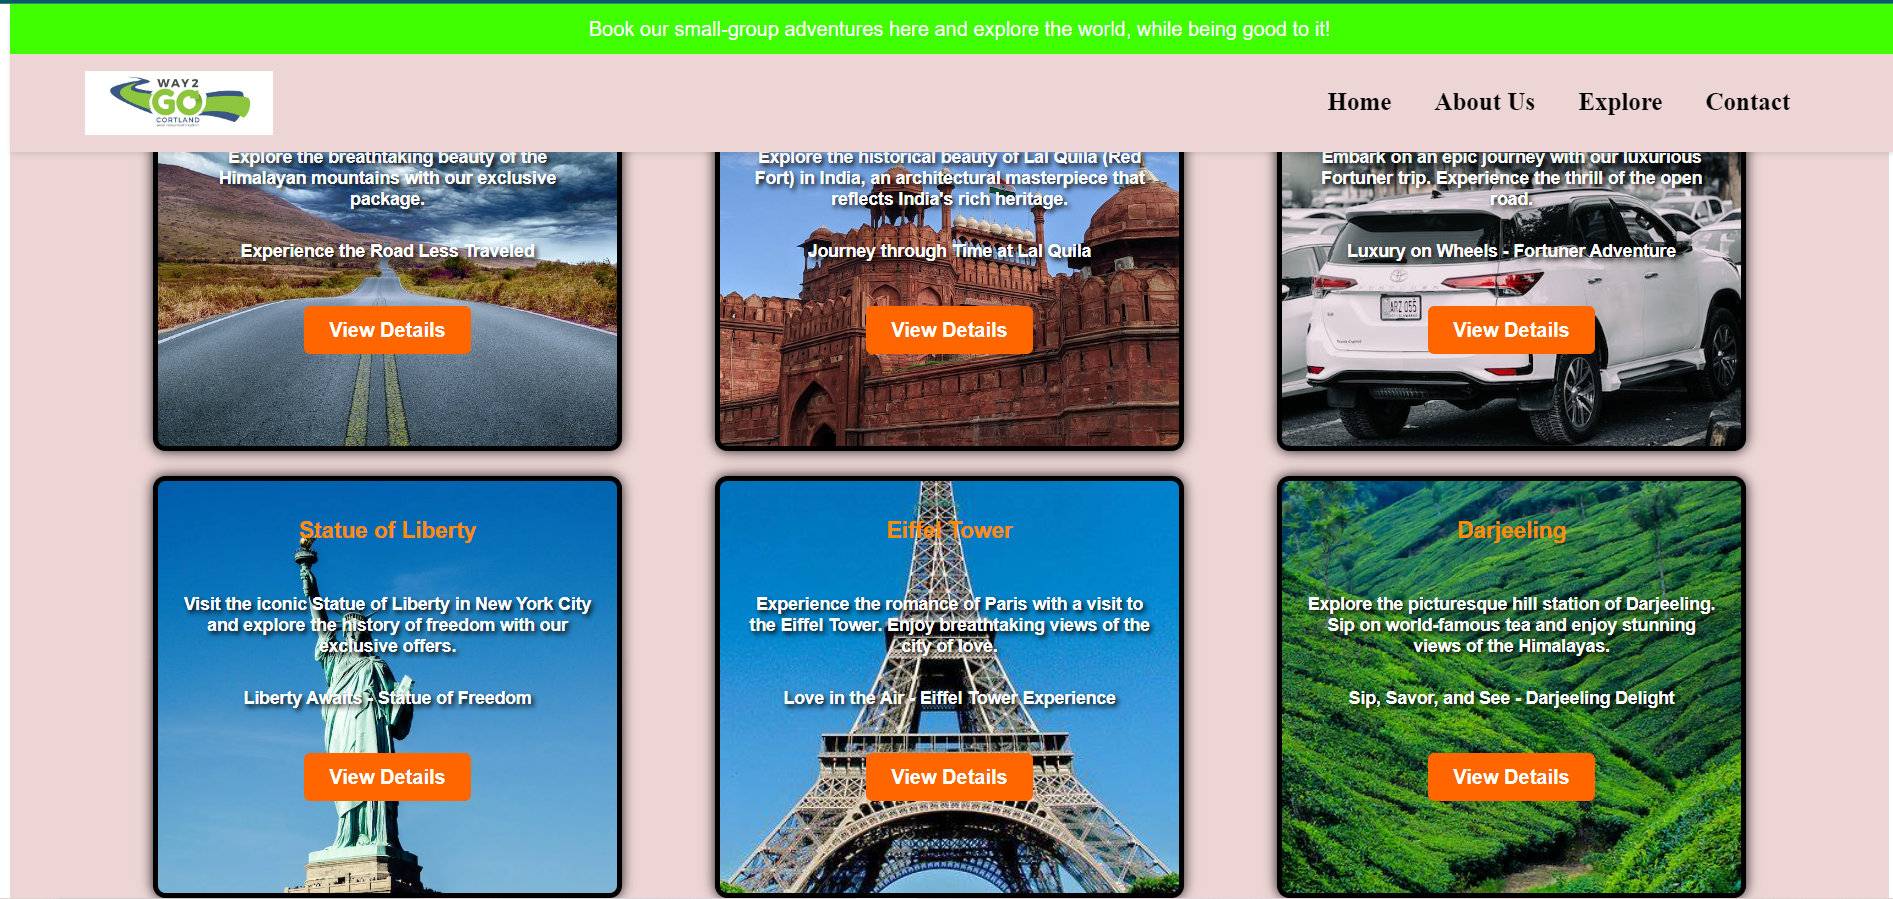 Book our small-group adventures here and explore the world, while being good to it!
WAY2
GO
CORTLAND
Home About Us Explore Contact
Explore the breathtaking beauty of the
Himalayan mountains with our exclusive
package.
Experience the Road Less Traveled
View Details
Explore the historical beauty of Lal Quila (Red
Fort) in India, an architectural masterpiece that
reflects India's rich heritage.
Journey through Time at Lal Quila
View Details
Embark on an epic journey with our luxurious
Fortuner trip. Experience the thrill of the open
road.
Luxury on Wheels - Fortuner Adventure
ARZ 055
View Details
Statue of Liberty
Visit the iconic Statue of Liberty in New York City
and explore the history of freedom with our
exclusive offers.
Liberty Awaits - Statue of Freedom
View Details
Eiffel Tower
Experience the romance of Paris with a visit to
the Eiffel Tower. Enjoy breathtaking views of the
city of love.
Love in the Air - Eiffel Tower Experience
View Details
Darjeeling
Explore the picturesque hill station of Darjeeling.
Sip on world-famous tea and enjoy stunning
views of the Himalayas.
Sip, Savor, and See - Darjeeling Delight
View Details